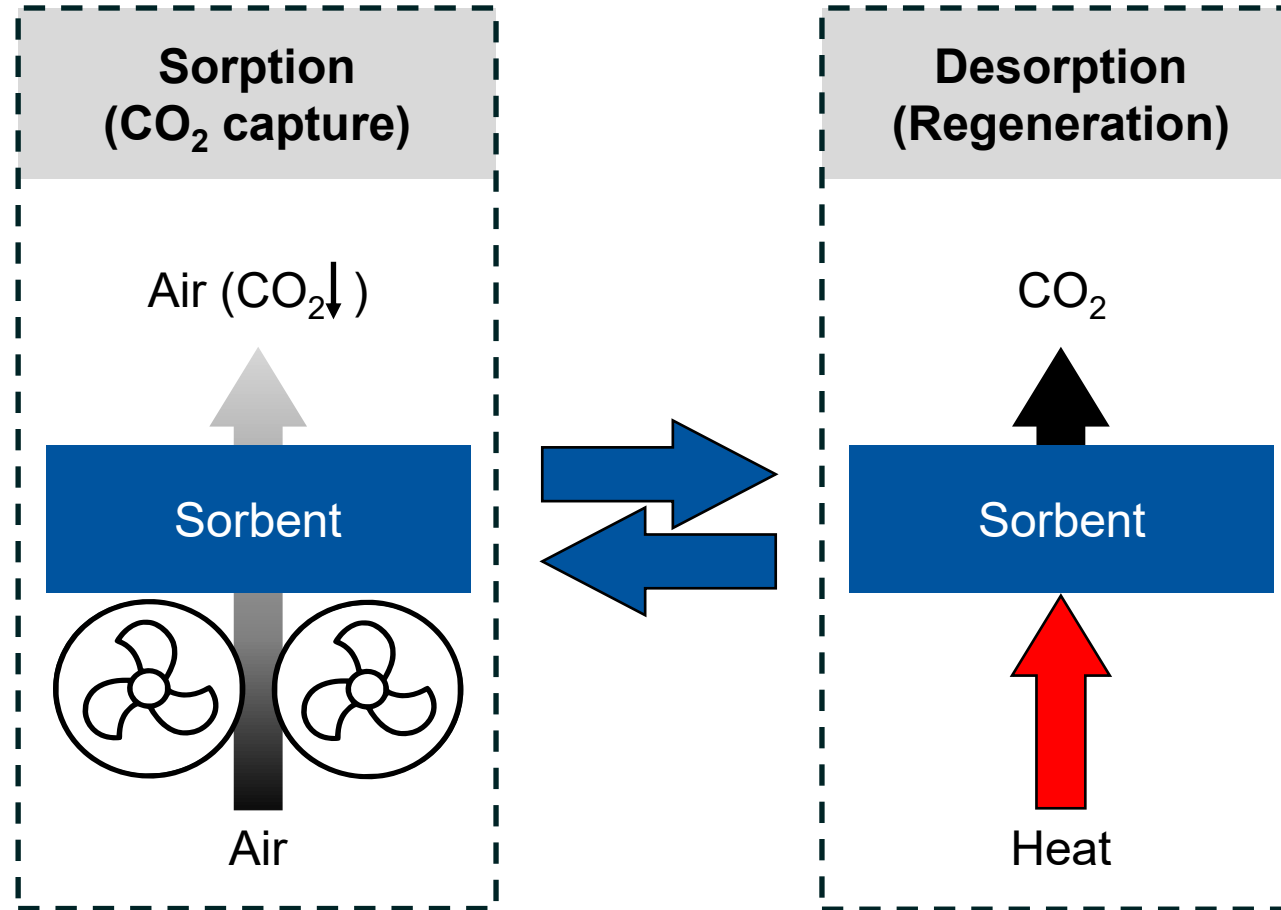 Sorption
(CO₂ capture)
Air (CO₂↓)
Sorbent
Air
Desorption
(Regeneration)
CO₂
Sorbent
Heat